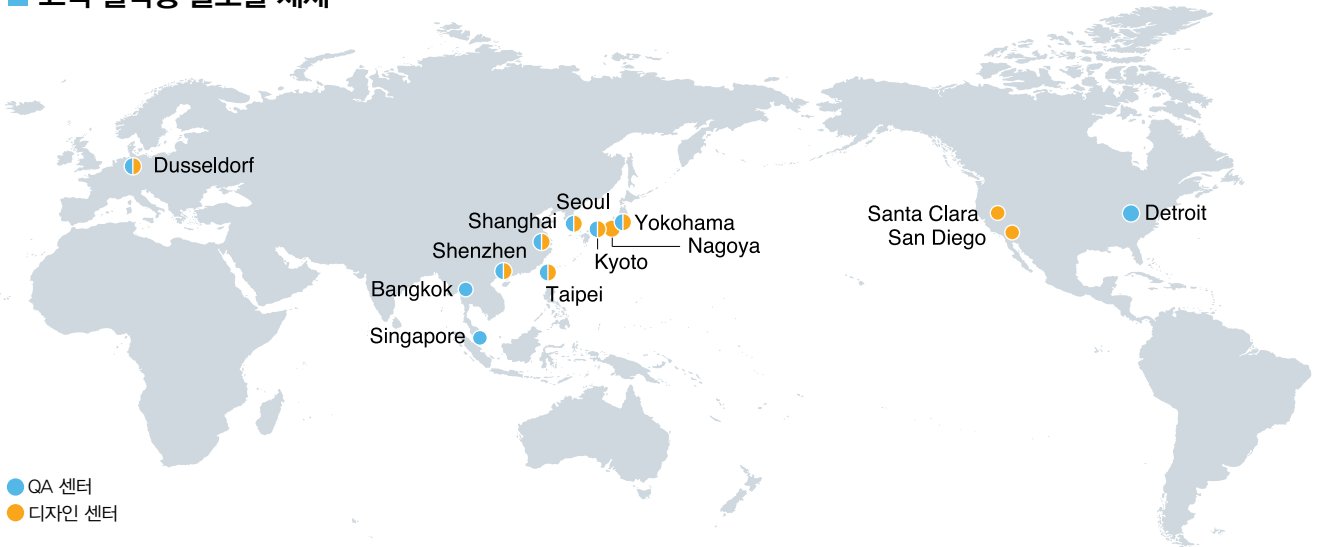 Dusseldorf
Seoul
Shanghai
Yokohama
Shenzhen
Nagoya
Kyoto
Bangkok
Taipei
Singapore
Santa Clara
San Diego
Detroit
QA 센터
디자인 센터